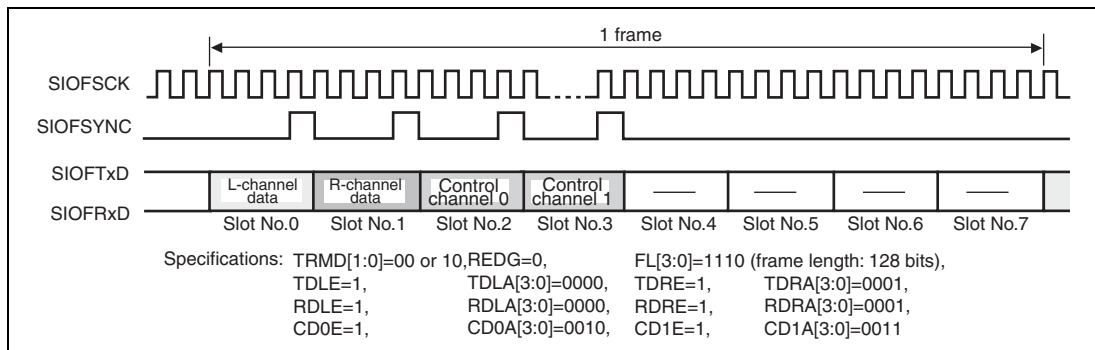 1 frame
SIOFSCK
SIOFSYNC
SIOFTxD
SIOFRxD
L-channel
data
R-channel
data
Control
channel 0
Control
channel 1
Slot No.0 Slot No.1 Slot No.2 Slot No.3 Slot No.4 Slot No.5 Slot No.6 Slot No.7
Specifications: TRMD[1:0]=00 or 10, REDG=0, FL[3:0]=1110 (frame length: 128 bits),
TDLE=1, TDLA[3:0]=0000, TDRE=1, TDRA[3:0]=0001,
RDLE=1, RDLA[3:0]=0000, RDRE=1, RDRA[3:0]=0001,
CD0E=1, CD0A[3:0]=0010, CD1E=1, CD1A[3:0]=0011